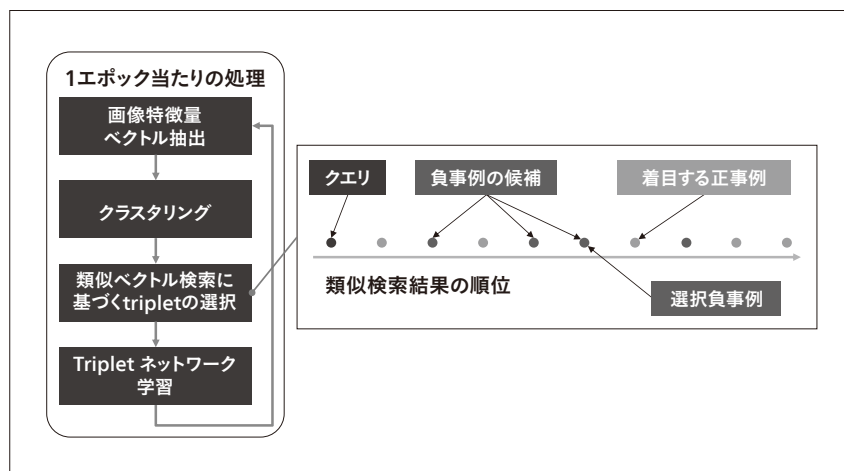 1エポック当たりの処理
画像特徴量
ベクトル抽出
クラスタリング
類似ベクトル検索に
基づくtripletの選択
Triplet ネットワーク
学習
クエリ
負事例の候補
着目する正事例
類似検索結果の順位
選択負事例